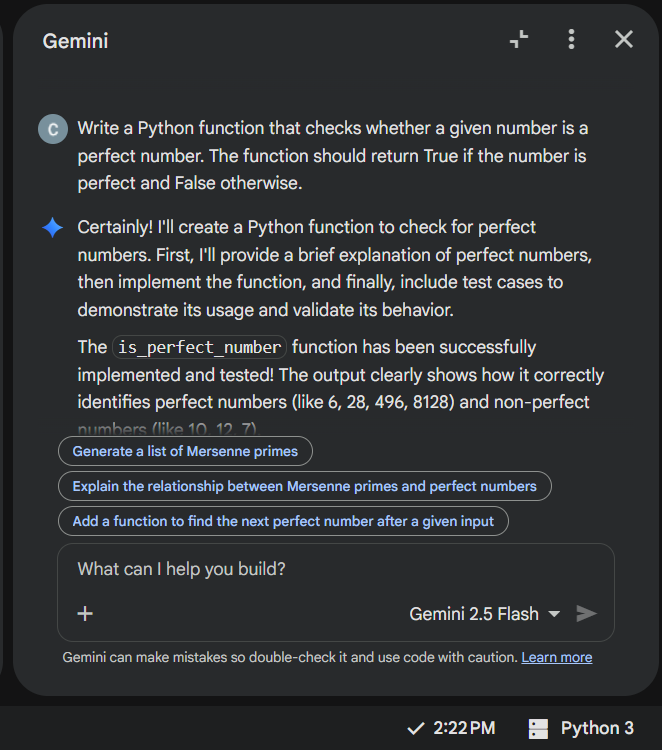 Gemini
C
Write a Python function that checks whether a given number is a
perfect number. The function should return True if the number is
perfect and False otherwise.
Certainly! I'll create a Python function to check for perfect
numbers. First, I'll provide a brief explanation of perfect numbers,
then implement the function, and finally, include test cases to
demonstrate its usage and validate its behavior.
The is_perfect_number function has been successfully
implemented and tested! The output clearly shows how it correctly
identifies perfect numbers (like 6, 28, 496, 8128) and non-perfect
numbers (like 10, 12, 7)
Generate a list of Mersenne primes
Explain the relationship between Mersenne primes and perfect numbers
Add a function to find the next perfect number after a given input
What can I help you build?
Gemini 2.5 Flash
Gemini can make mistakes so double-check it and use code with caution. Learn more
2:22 PM Python 3